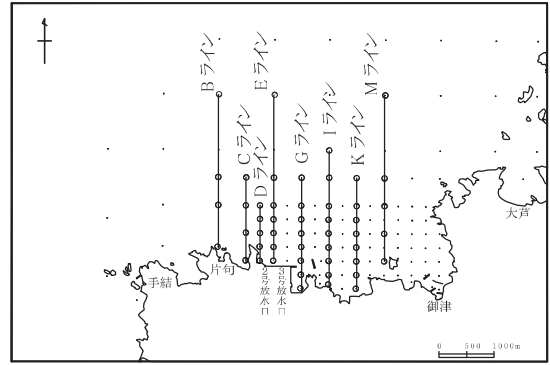 Bライン
Cライン
Dライン
Eライン
Gライン
Iライン
Kライン
Mライン
大芦
片句
手結
2号放水口
3号放水口
御津
0 500 1000m